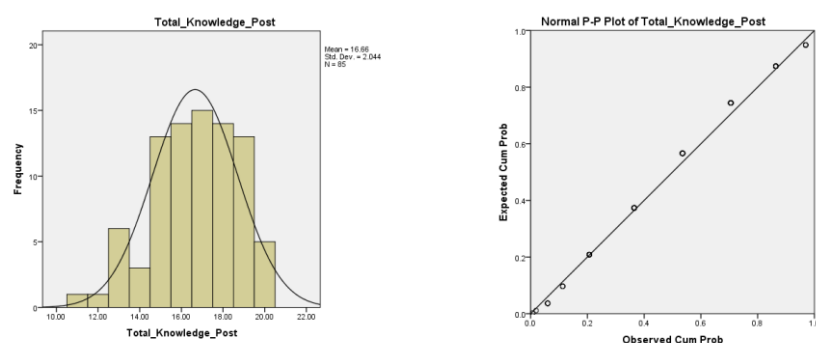 Total_Knowledge_Post
Mean = 16.66
Std. Dev. = 2.044
N = 85
20
15
10
5
0
Frequency
10.00 12.00 14.00 16.00 18.00 20.00 22.00
Total_Knowledge_Post
Normal P-P Plot of Total_Knowledge_Post
1.0
0.8
0.6
0.4
0.2
0.0
Expected Cum Prob
0.0 0.2 0.4 0.6 0.8 1.0
Observed Cum Prob